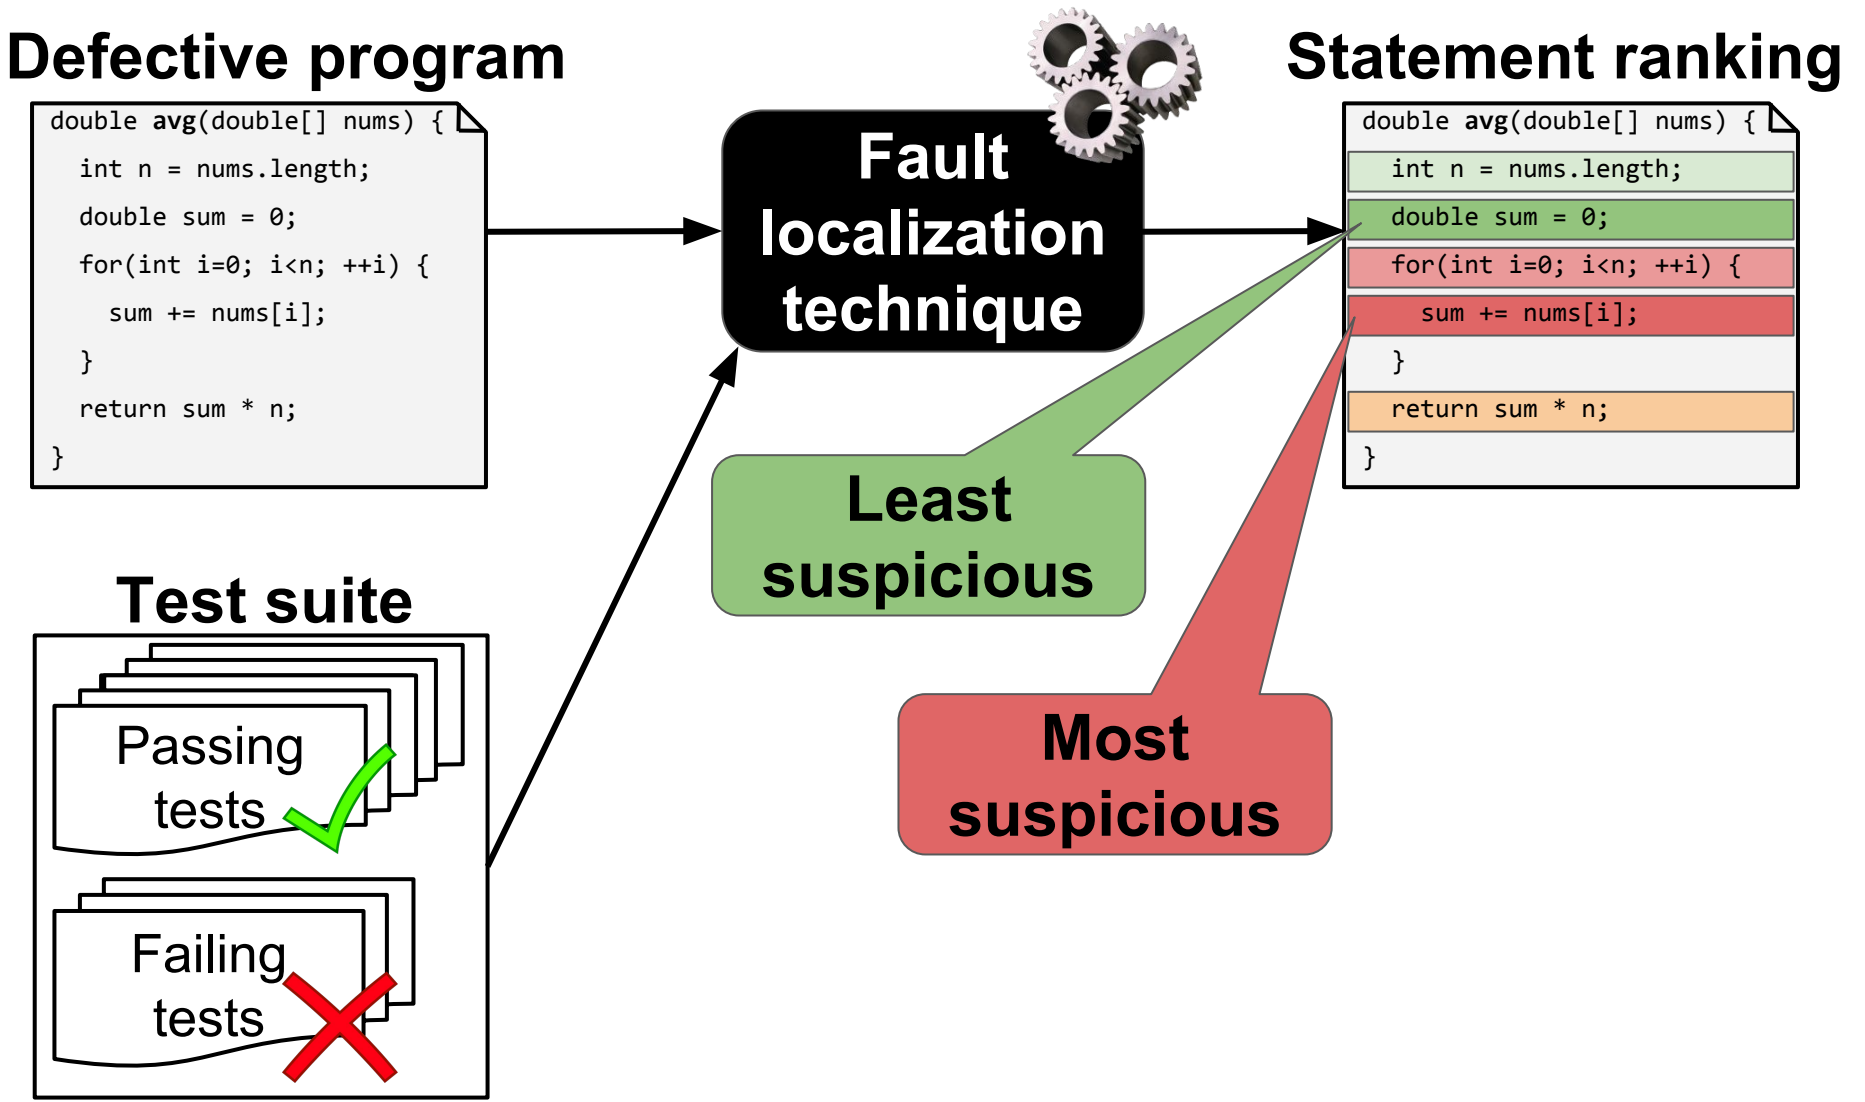 Defective program
double avg(double[] nums) {
int n = nums.length;
double sum = 0;
for(int i=0; i<n; ++i) {
sum += nums[i];
}
return sum * n;
}
Test suite
Passing
tests
Failing
tests
Fault
localization
technique
Least
suspicious
Most
suspicious
Statement ranking
double avg(double[] nums) {
int n = nums.length;
double sum = 0;
for(int i=0; i<n; ++i) {
sum += nums[i];
}
return sum * n;
}